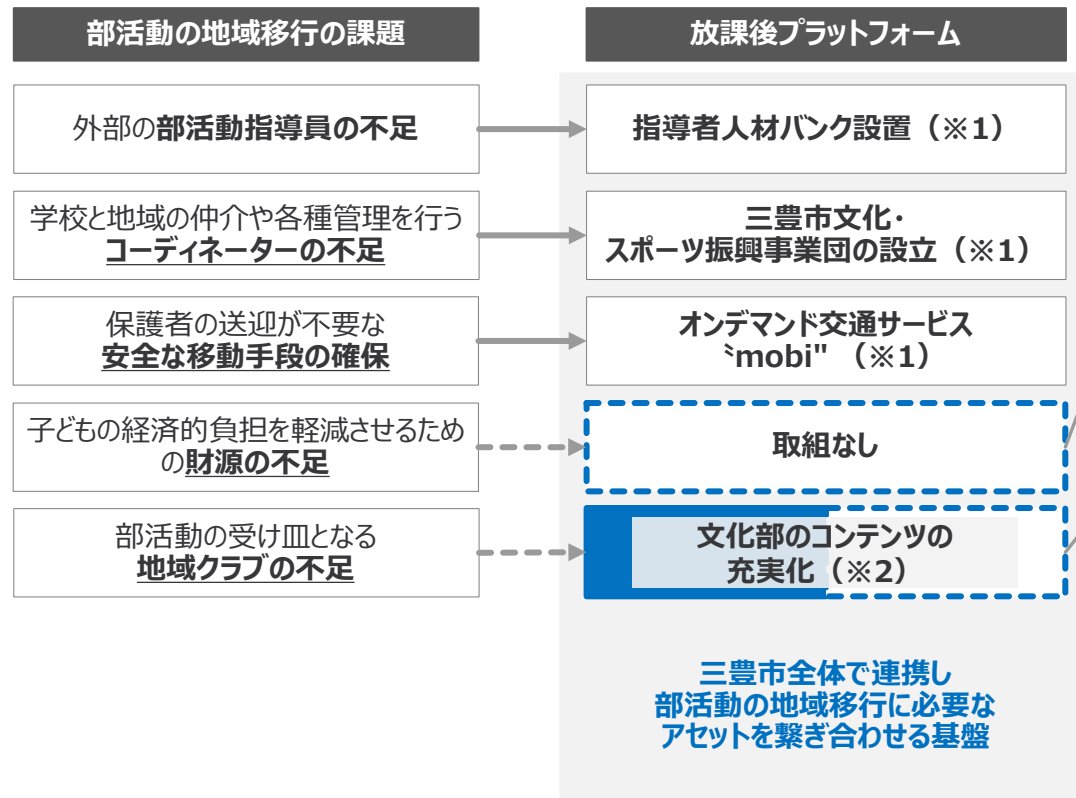 部活動の地域移行の課題
放課後プラットフォーム
外部の部活動指導員の不足
指導者人材バンク設置（※1）
学校と地域の仲介や各種管理を行う
コーディネーターの不足
三豊市文化・
スポーツ振興事業団の設立（※1）
保護者の送迎が不要な
安全な移動手段の確保
オンデマンド交通サービス
〝mobi"（※1）
子どもの経済的負担を軽減させるため
の財源の不足
取組なし
部活動の受け皿となる
地域クラブの不足
文化部のコンテンツの
充実化（※2）
三豊市全体で連携し
部活動の地域移行に必要な
アセットを繋ぎ合わせる基盤